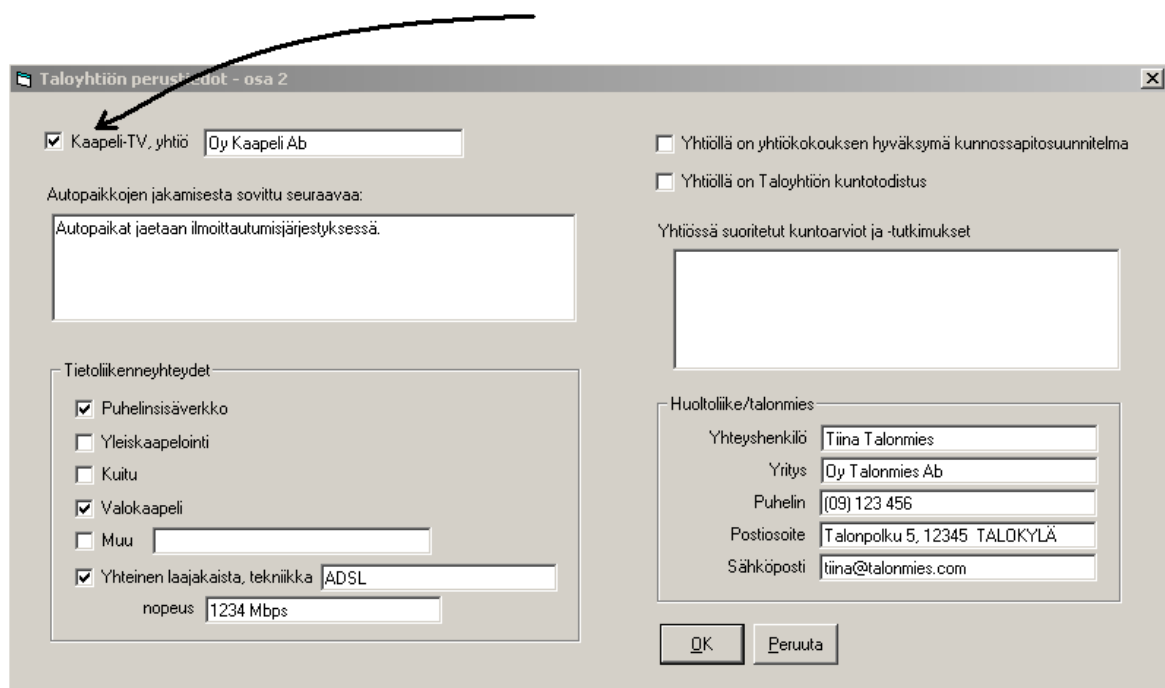 Taloyhtiön perustiedot - osa 2
Kaapeli-TV, yhtiö Oy Kaapeli Ab
Autopaikkojen jakamisesta sovittu seuraavaa:
Autopaikat jaetaan ilmoittautumisjärjestyksessä.
Tietoliikenneyhteydet
Puhelinsisäverkko
Yleiskaapelointi
Kuitu
Valokaapeli
Muu
Yhteinen laajakaista, tekniikka ADSL
nopeus 1234 Mbps
Yhtiöllä on yhtiökokouksen hyväksymä kunnossapitosuunnitelma
Yhtiöllä on Taloyhtiön kuntotodistus
Yhtiössä suoritetut kuntoarviot ja -tutkimukset
Huoltoliike/talonmies
Yhteyshenkilö Tiina Talonmies
Yritys Oy Talonmies Ab
Puhelin (09) 123 456
Postiosoite Talonpolku 5, 12345 TALOKYLÄ
Sähköposti tiina@talonmies.com
OK Peruuta